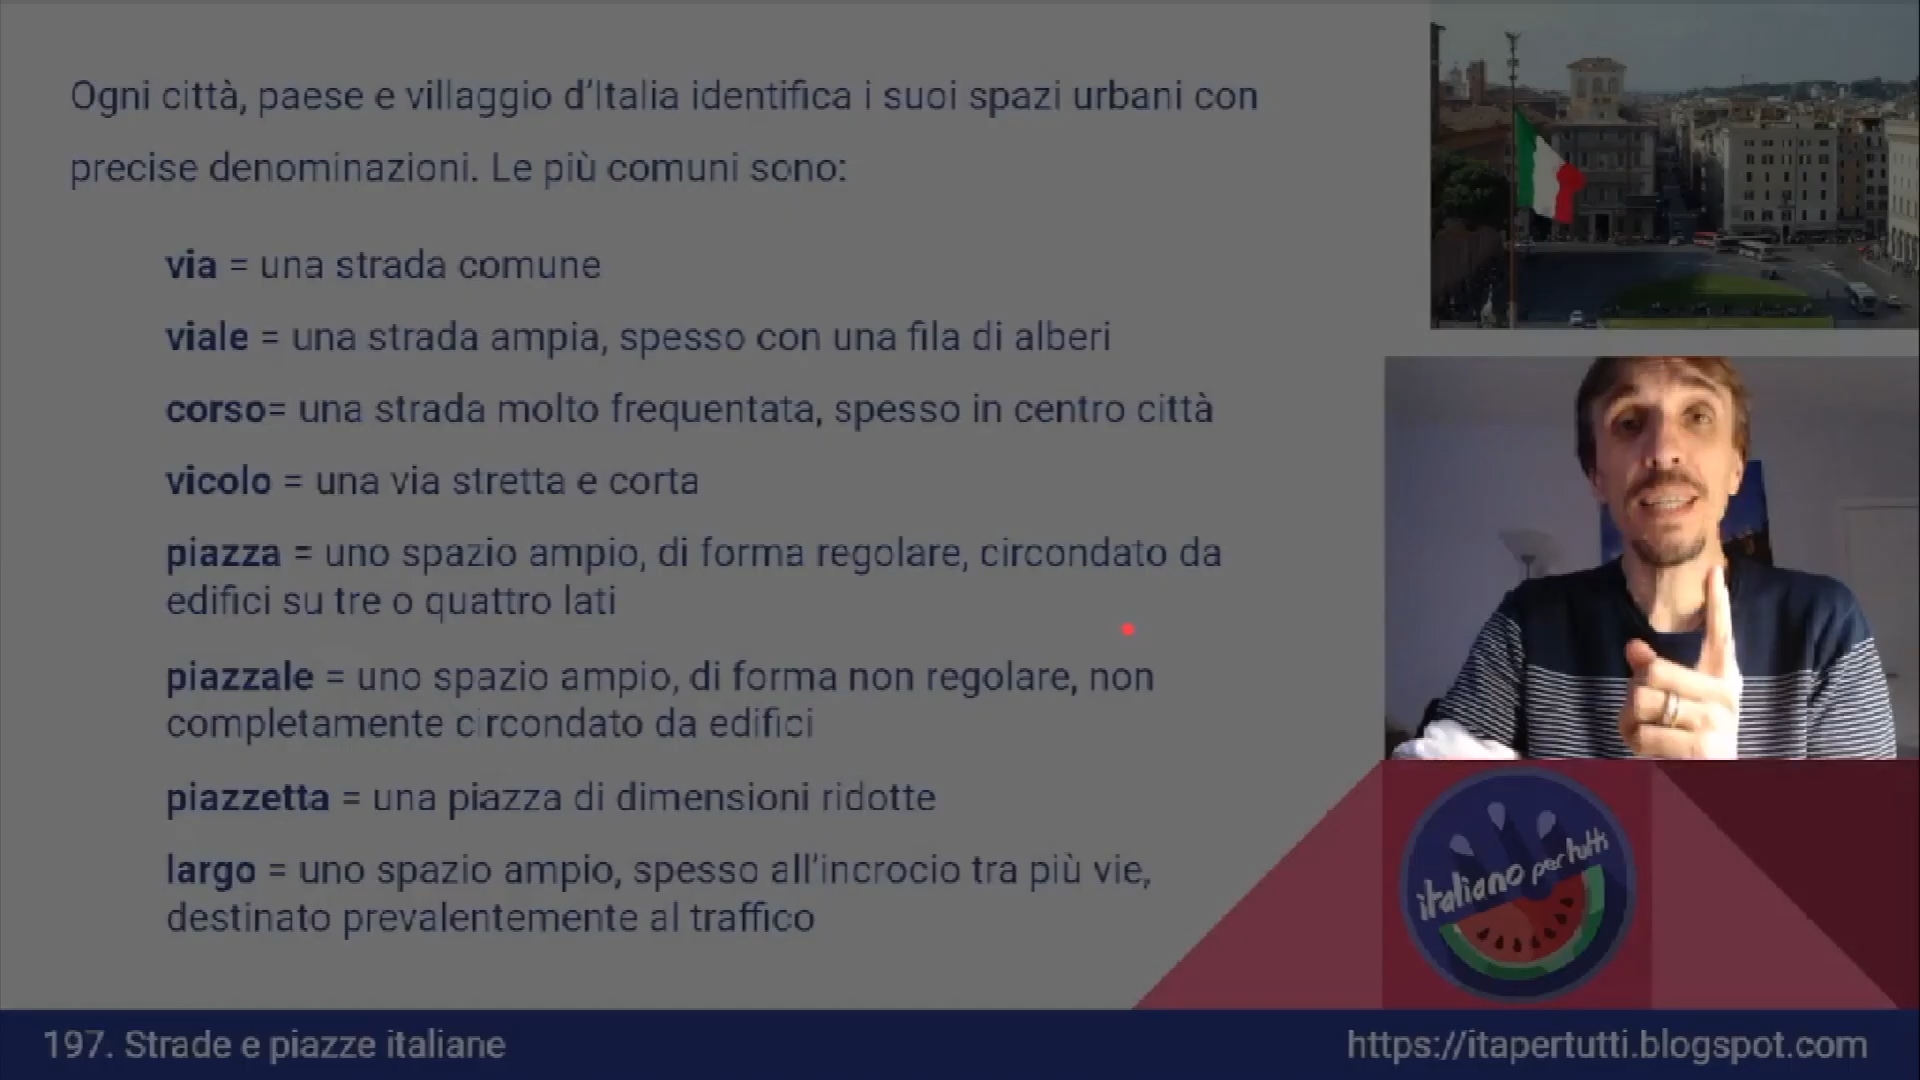 Ogni città, paese e villaggio d'Italia identifica i suoi spazi urbani con
precise denominazioni. Le più comuni sono:
via = una strada comune
viale = una strada ampia, spesso con una fila di alberi
corso= una strada molto frequentata, spesso in centro città
vicolo = una via stretta e corta
piazza = uno spazio ampio, di forma regolare, circondato da
edifici su tre o quattro lati
piazzale = uno spazio ampio, di forma non regolare, non
completamente circondato da edifici
piazzetta = una piazza di dimensioni ridotte
largo = uno spazio ampio, spesso all'incrocio tra più vie,
destinato prevalentemente al traffico
italiano per tutti
197. Strade e piazze italiane
https://itapertutti.blogspot.com